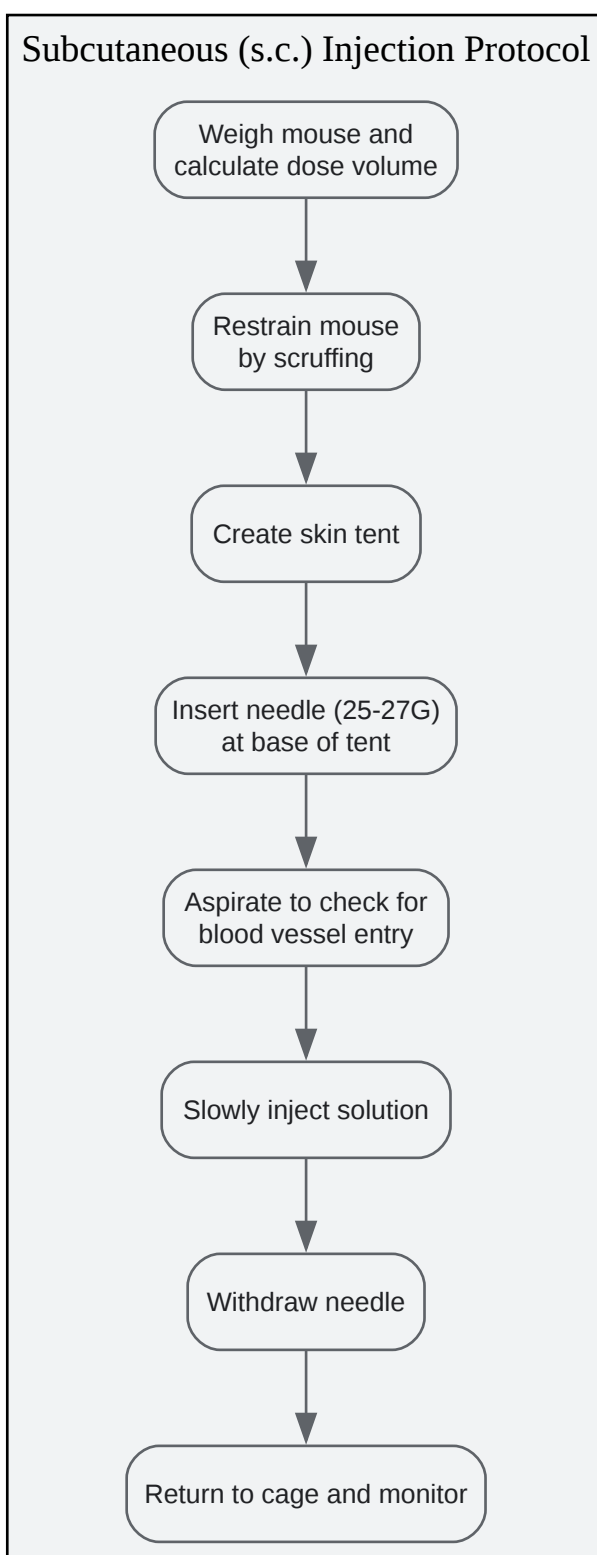 Subcutaneous (s.c.) Injection Protocol
Weigh mouse and
calculate dose volume
Restrain mouse
by scruffing
Create skin tent
Insert needle (25-27G)
at base of tent
Aspirate to check for
blood vessel entry
Slowly inject solution
Withdraw needle
Return to cage and monitor